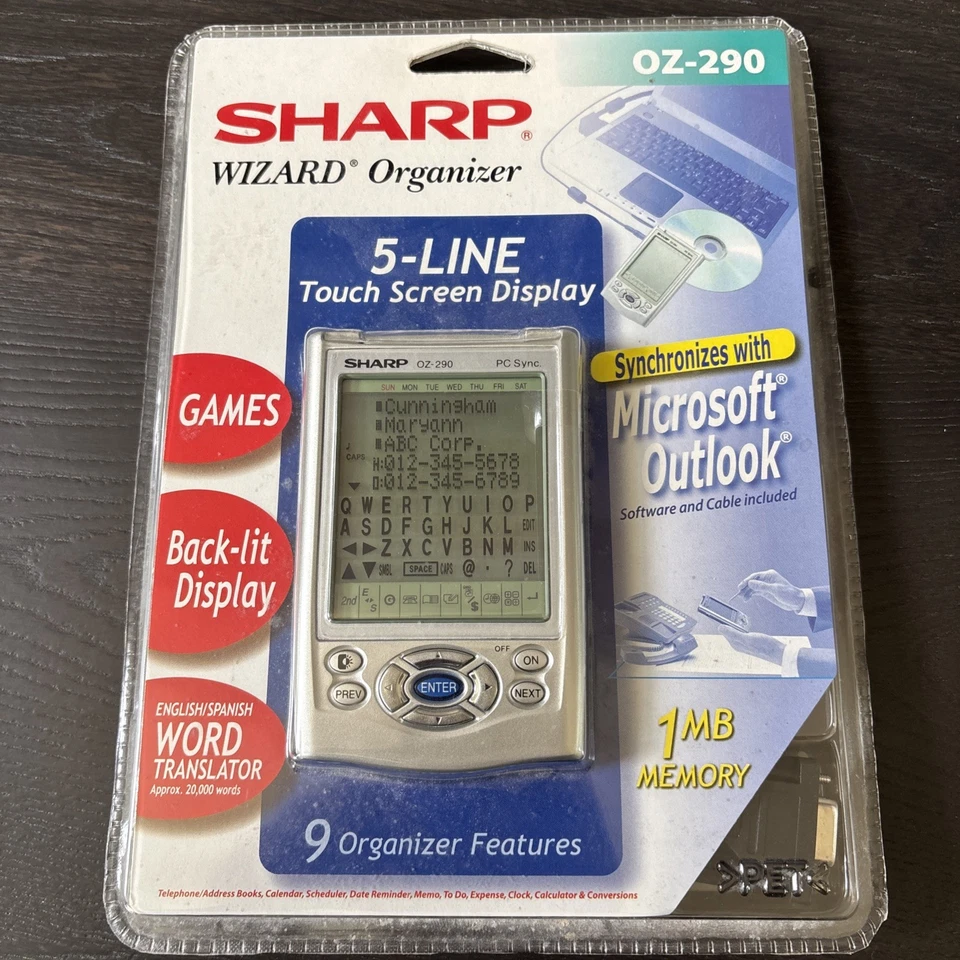 OZ-290
SHARP®
WIZARD® Organizer
5-LINE
Touch Screen Display
SHARP OZ-290 PC Sync.
SUN MON TUE WED THU FRI SAT
Cunningham
Maryann
ABC Corp.
CAPS
H:012-345-5678
O:012-345-6789
Q W E R T Y U I O P
A S D F G H J K L EDIT
Z X C V B N M INS
SMBL SPACE CAPS @ . ? DEL
2nd E S $
OFF
ON
PREV ENTER NEXT
GAMES
Back-lit
Display
ENGLISH/SPANISH
WORD
TRANSLATOR
Approx. 20,000 words
Synchronizes with
Microsoft®
Outlook®
Software and Cable included
1MB
MEMORY
9 Organizer Features
Telephone/Address Books, Calendar, Scheduler, Date Reminder, Memo, To Do, Expense, Clock, Calculator & Conversions
>PET<